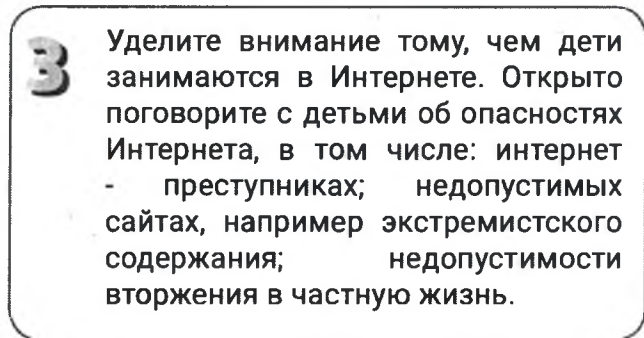 3
Уделите внимание тому, чем дети
занимаются в Интернете. Открыто
поговорите с детьми об опасностях
Интернета, в том числе: интернет
- преступниках; недопустимых
сайтах, например экстремистского
содержания; недопустимости
вторжения в частную жизнь.